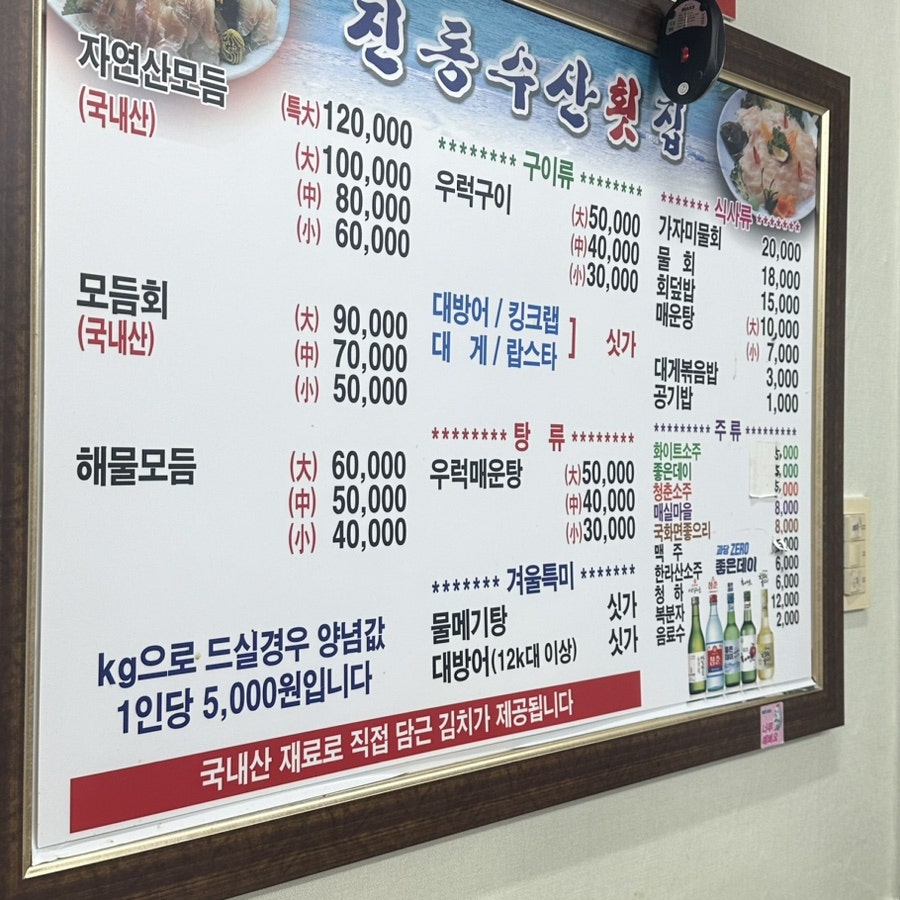 진동수산횟집
자연산모듬
(국내산)
(특大)120,000
(大)100,000
(中) 80,000
(小) 60,000
모듬회
(국내산)
(大) 90,000
(中) 70,000
(小) 50,000
해물모듬
(大) 60,000
(中) 50,000
(小) 40,000
kg으로 드실경우 양념값
1인당 5,000원입니다
******** 구이류 ********
우럭구이
(大)50,000
(中)40,000
(小)30,000
대방어 / 킹크랩
대 게 / 랍스타
] 싯가
******** 탕 류 ********
우럭매운탕 (大)50,000
(中)40,000
(小)30,000
******* 겨울특미 *******
물메기탕 싯가
대방어(12k대 이상) 싯가
******* 식사류 *******
가자미물회 20,000
물 회 18,000
회덮밥 15,000
매운탕 (大)10,000
(小) 7,000
대게볶음밥 3,000
공기밥 1,000
********* 주 류 *********
화이트소주 5,000
좋은데이 5,000
청춘소주 5,000
매실마을 8,000
국화면좋으리 8,000
맥 주
한라산소주 6,000
청 하 6,000
복분자 12,000
음료수 2,000
과당 ZERO
좋은데이
국내산 재료로 직접 담근 김치가 제공됩니다